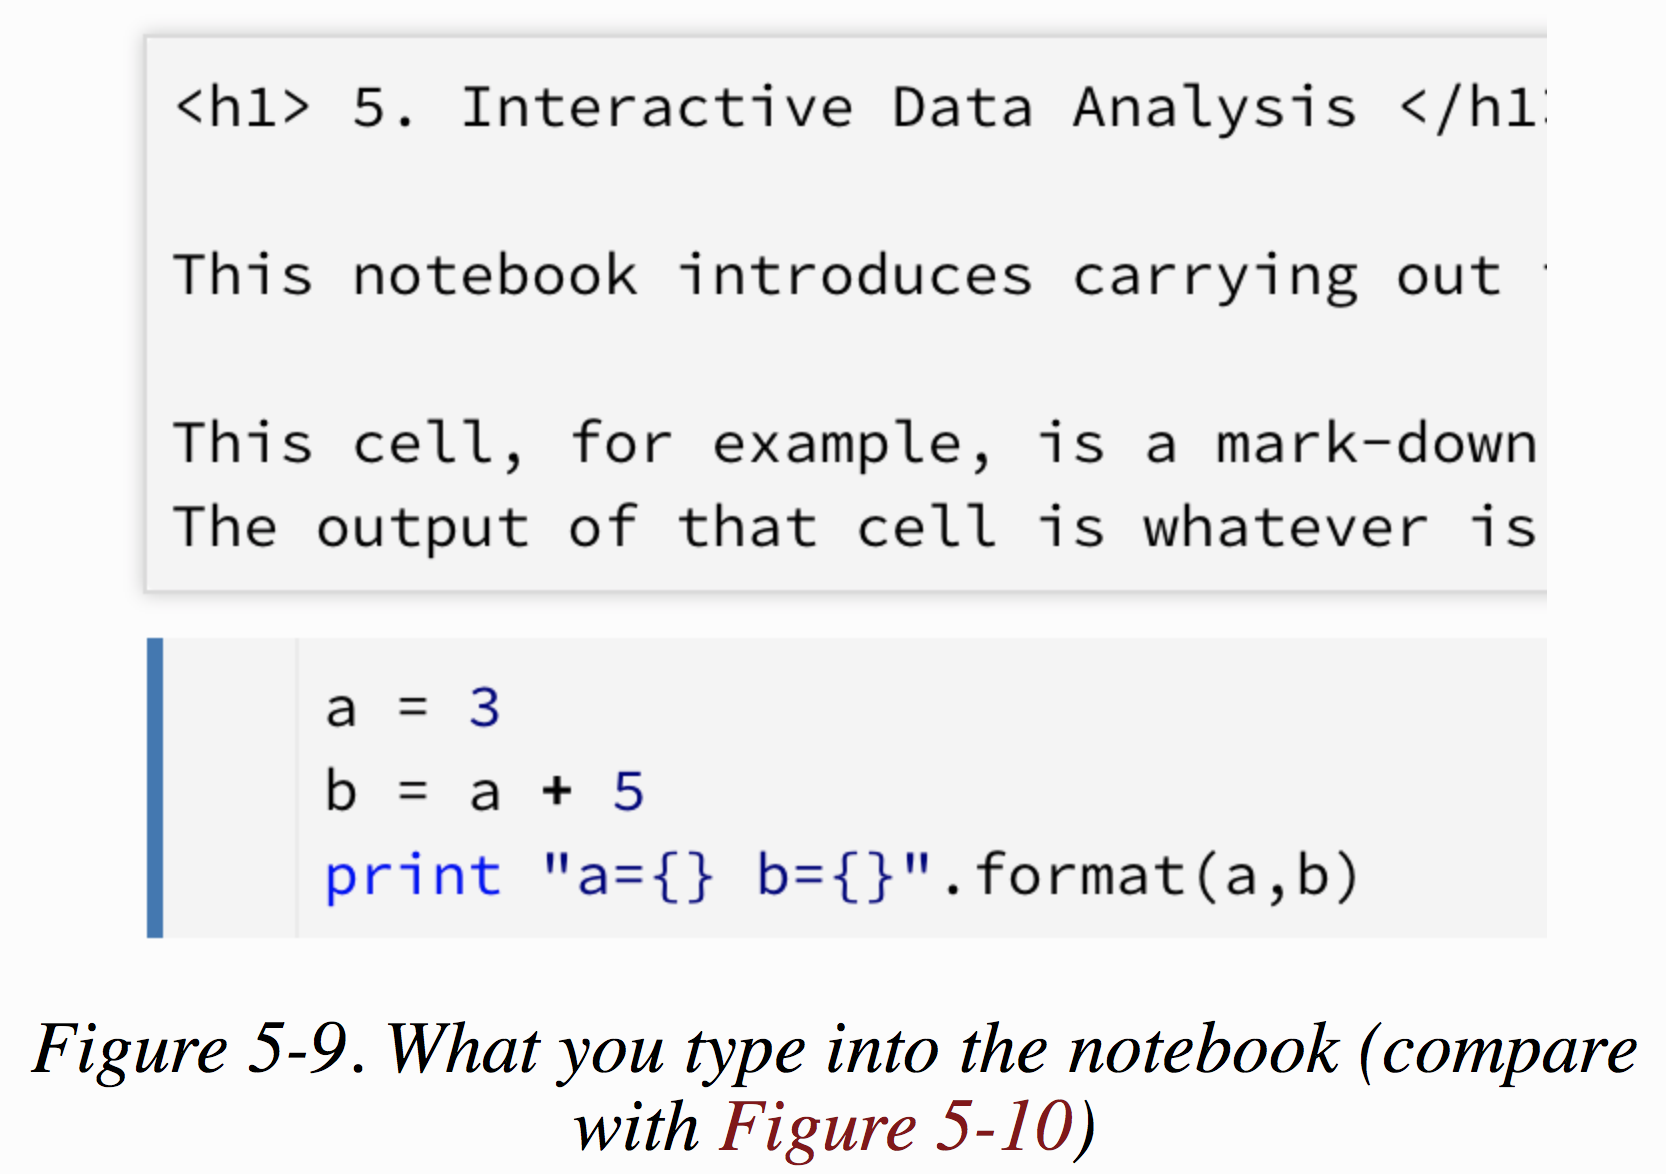 <h1> 5. Interactive Data Analysis </h1
This notebook introduces carrying out
This cell, for example, is a mark-down
The output of that cell is whatever is
a = 3
b = a + 5
print "a={} b={}".format(a,b)
Figure 5-9. What you type into the notebook (compare
with Figure 5-10)